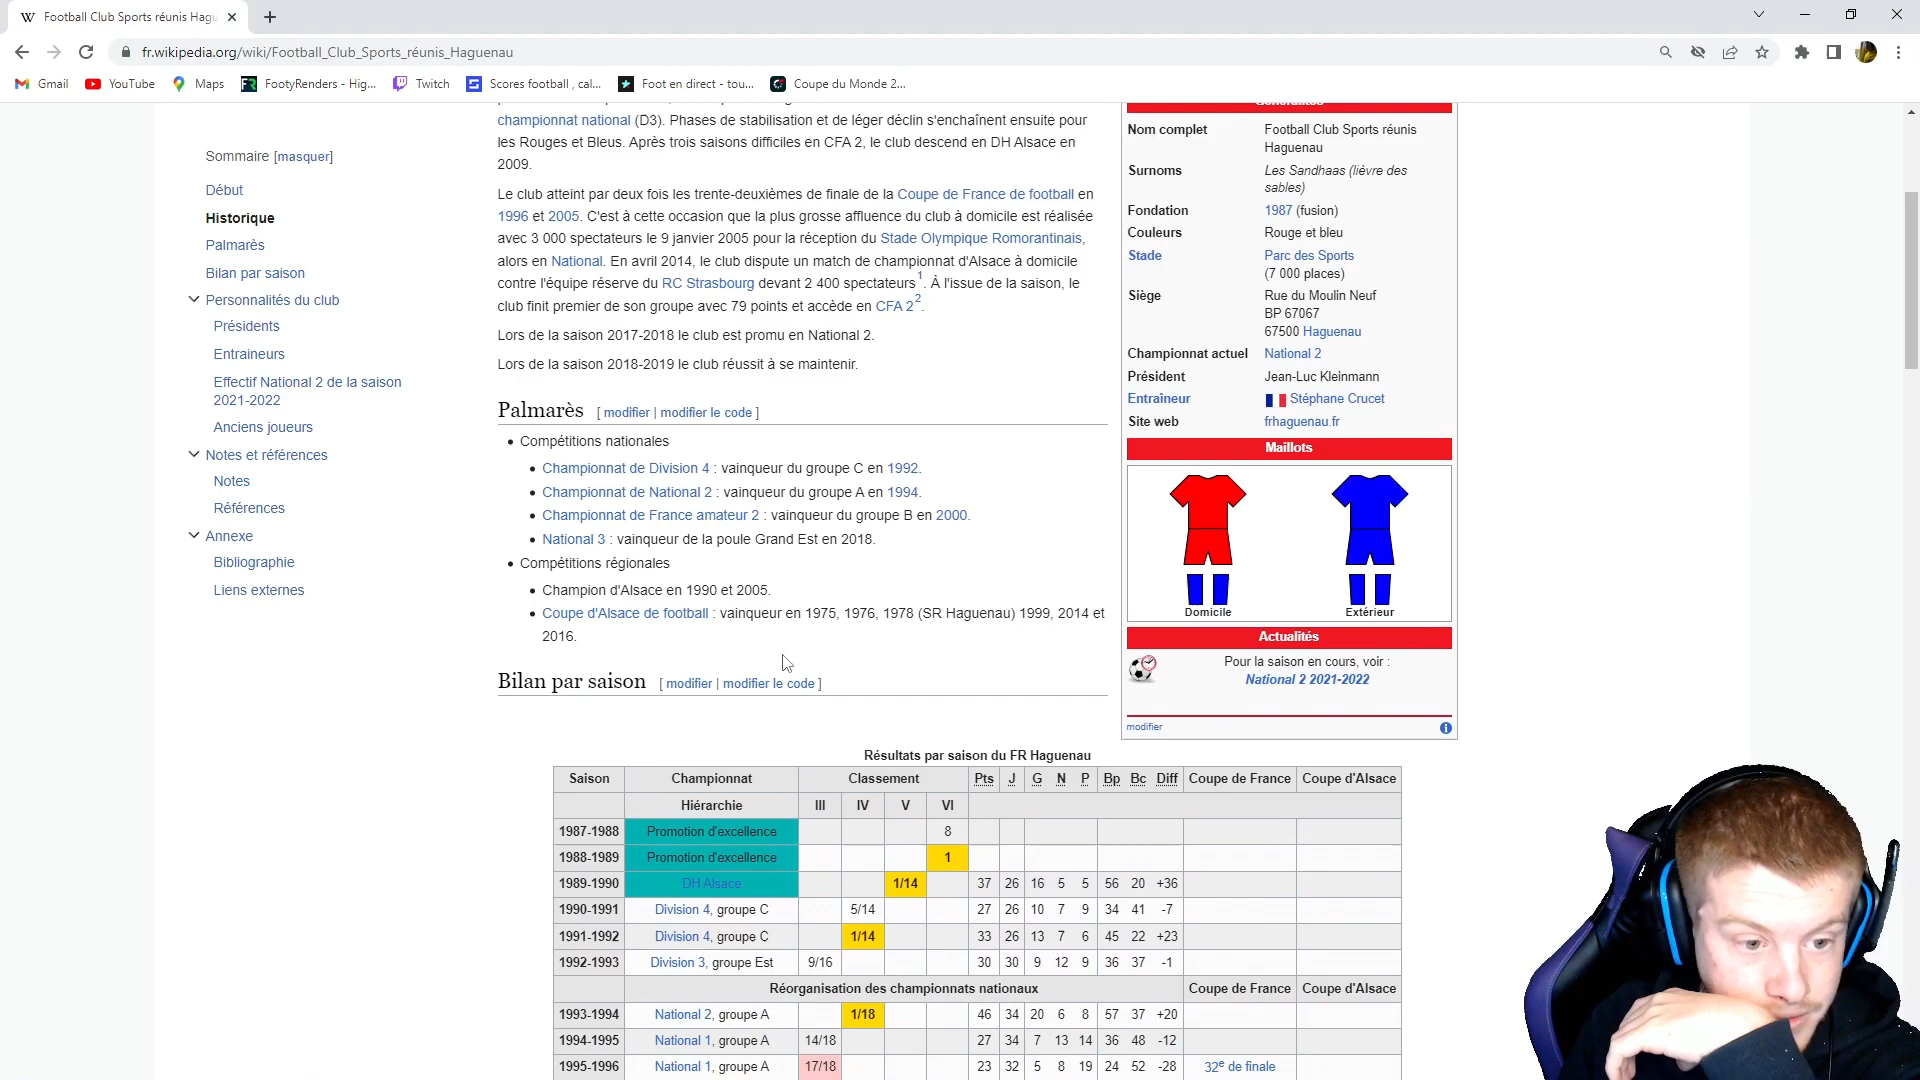 Football Club Sports réunis Hagu
fr.wikipedia.org/wiki/Football_Club_Sports_réunis_Haguenau
Gmail YouTube Maps FootyRenders - Hig... Twitch Scores football , cal... Foot en direct - tou... Coupe du Monde 2...
Sommaire [masquer]
Début
Historique
Palmarès
Bilan par saison
Personnalités du club
Présidents
Entraineurs
Effectif National 2 de la saison
2021-2022
Anciens joueurs
Notes et références
Notes
Références
Annexe
Bibliographie
Liens externes
championnat national (D3). Phases de stabilisation et de léger déclin s'enchaînent ensuite pour
les Rouges et Bleus. Après trois saisons difficiles en CFA 2, le club descend en DH Alsace en
2009.
Le club atteint par deux fois les trente-deuxièmes de finale de la Coupe de France de football en
1996 et 2005. C'est à cette occasion que la plus grosse affluence du club à domicile est réalisée
avec 3 000 spectateurs le 9 janvier 2005 pour la réception du Stade Olympique Romorantinais,
alors en National. En avril 2014, le club dispute un match de championnat d'Alsace à domicile
contre l'équipe réserve du RC Strasbourg devant 2 400 spectateurs1. À l'issue de la saison, le
club finit premier de son groupe avec 79 points et accède en CFA 22.
Lors de la saison 2017-2018 le club est promu en National 2.
Lors de la saison 2018-2019 le club réussit à se maintenir.
Palmarès [ modifier | modifier le code ]
• Compétitions nationales
• Championnat de Division 4 : vainqueur du groupe C en 1992.
• Championnat de National 2 : vainqueur du groupe A en 1994.
• Championnat de France amateur 2 : vainqueur du groupe B en 2000.
• National 3 : vainqueur de la poule Grand Est en 2018.
• Compétitions régionales
• Champion d'Alsace en 1990 et 2005.
• Coupe d'Alsace de football : vainqueur en 1975, 1976, 1978 (SR Haguenau) 1999, 2014 et
2016.
Bilan par saison [ modifier | modifier le code ]
Généralités
Nom complet Football Club Sports réunis
Haguenau
Surnoms Les Sandhaas (lièvre des
sables)
Fondation 1987 (fusion)
Couleurs Rouge et bleu
Stade Parc des Sports
(7 000 places)
Siège Rue du Moulin Neuf
BP 67067
67500 Haguenau
Championnat actuel National 2
Président Jean-Luc Kleinmann
Entraîneur Stéphane Crucet
Site web frhaguenau.fr
Maillots
Domicile Extérieur
Actualités
Pour la saison en cours, voir :
National 2 2021-2022
modifier
Résultats par saison du FR Haguenau
Saison Championnat Classement Pts J G N P Bp Bc Diff Coupe de France Coupe d'Alsace
Hiérarchie III IV V VI
1987-1988 Promotion d'excellence 8
1988-1989 Promotion d'excellence 1
1989-1990 DH Alsace 1/14 37 26 16 5 5 56 20 +36
1990-1991 Division 4, groupe C 5/14 27 26 10 7 9 34 41 -7
1991-1992 Division 4, groupe C 1/14 33 26 13 7 6 45 22 +23
1992-1993 Division 3, groupe Est 9/16 30 30 9 12 9 36 37 -1
Réorganisation des championnats nationaux Coupe de France Coupe d'Alsace
1993-1994 National 2, groupe A 1/18 46 34 20 6 8 57 37 +20
1994-1995 National 1, groupe A 14/18 27 34 7 13 14 36 48 -12
1995-1996 National 1, groupe A 17/18 23 32 5 8 19 24 52 -28 32e de finale